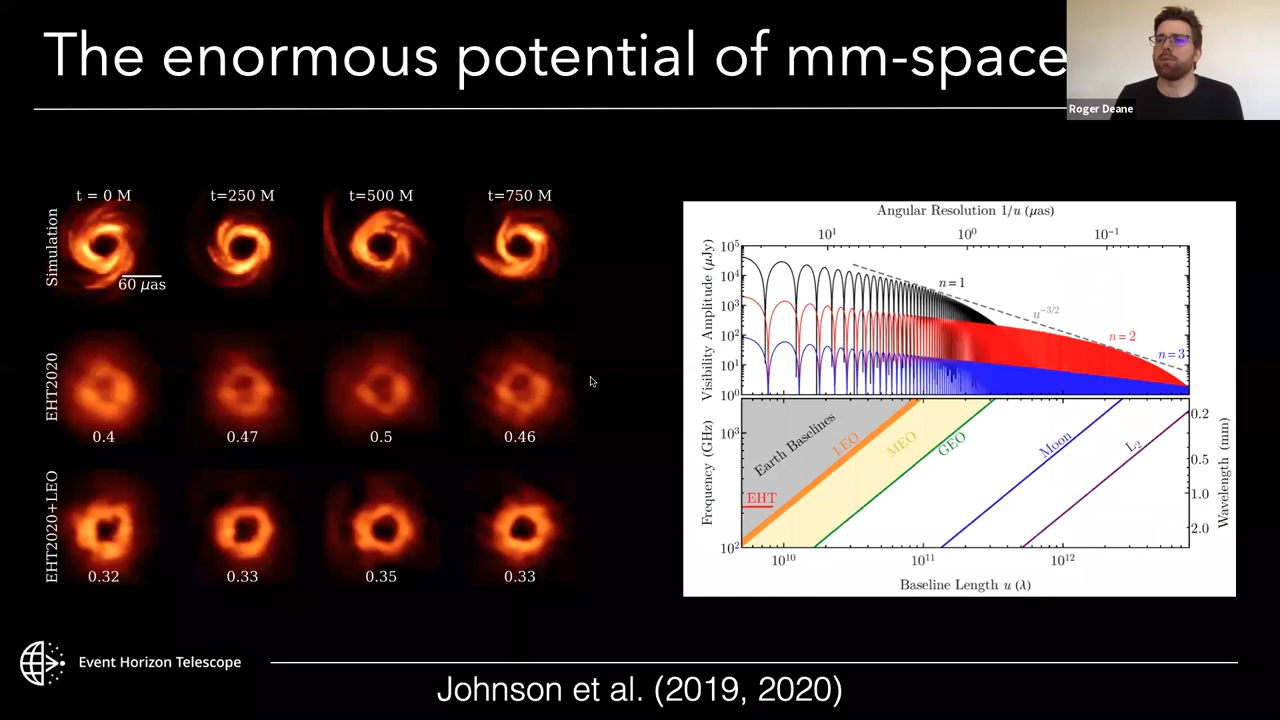 The enormous potential of mm-space
Roger Deane
t = 0 M
t=250 M
t=500 M
t=750 M
Simulation
60 μas
EHT2020
0.4
0.47
0.5
0.46
EHT2020+LEO
0.32
0.33
0.35
0.33
Angular Resolution 1/u (μas)
10¹
10⁰
10⁻¹
Visibility Amplitude (μJy)
10⁵
10⁴
10³
10²
10¹
10⁰
n = 1
u⁻³/²
n = 2
n = 3
Frequency (GHz)
10³
10²
Earth Baselines
LEO
MEO
GEO
Moon
L₂
EHT
0.2
0.5
1.0
2.0
Wavelength (mm)
10¹⁰
10¹¹
10¹²
Baseline Length u (λ)
Event Horizon Telescope
Johnson et al. (2019, 2020)